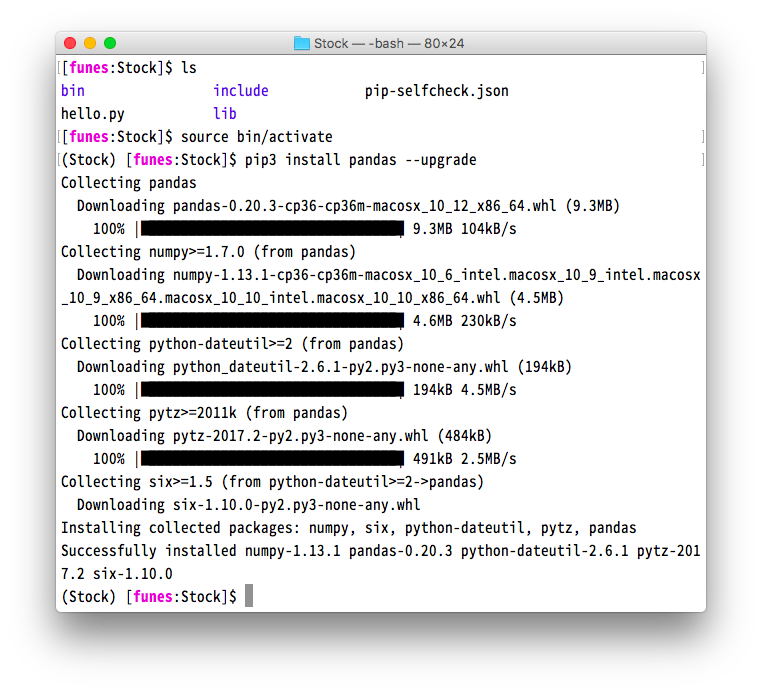 Stock — -bash — 80×24
[[funes:Stock]$ ls ]
bin include pip-selfcheck.json
hello.py lib
[[funes:Stock]$ source bin/activate ]
[(Stock) [funes:Stock]$ pip3 install pandas --upgrade ]
Collecting pandas
Downloading pandas-0.20.3-cp36-cp36m-macosx_10_12_x86_64.whl (9.3MB)
100% |████████████████████████████████| 9.3MB 104kB/s
Collecting numpy>=1.7.0 (from pandas)
Downloading numpy-1.13.1-cp36-cp36m-macosx_10_6_intel.macosx_10_9_intel.macosx
_10_9_x86_64.macosx_10_10_intel.macosx_10_10_x86_64.whl (4.5MB)
100% |████████████████████████████████| 4.6MB 230kB/s
Collecting python-dateutil>=2 (from pandas)
Downloading python_dateutil-2.6.1-py2.py3-none-any.whl (194kB)
100% |████████████████████████████████| 194kB 4.5MB/s
Collecting pytz>=2011k (from pandas)
Downloading pytz-2017.2-py2.py3-none-any.whl (484kB)
100% |████████████████████████████████| 491kB 2.5MB/s
Collecting six>=1.5 (from python-dateutil>=2->pandas)
Downloading six-1.10.0-py2.py3-none-any.whl
Installing collected packages: numpy, six, python-dateutil, pytz, pandas
Successfully installed numpy-1.13.1 pandas-0.20.3 python-dateutil-2.6.1 pytz-201
7.2 six-1.10.0
(Stock) [funes:Stock]$